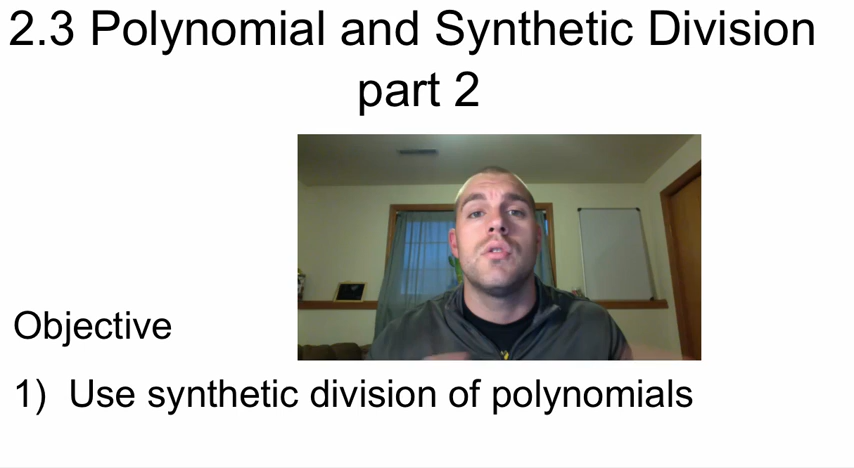 2.3 Polynomial and Synthetic Division
part 2
Objective
1) Use synthetic division of polynomials